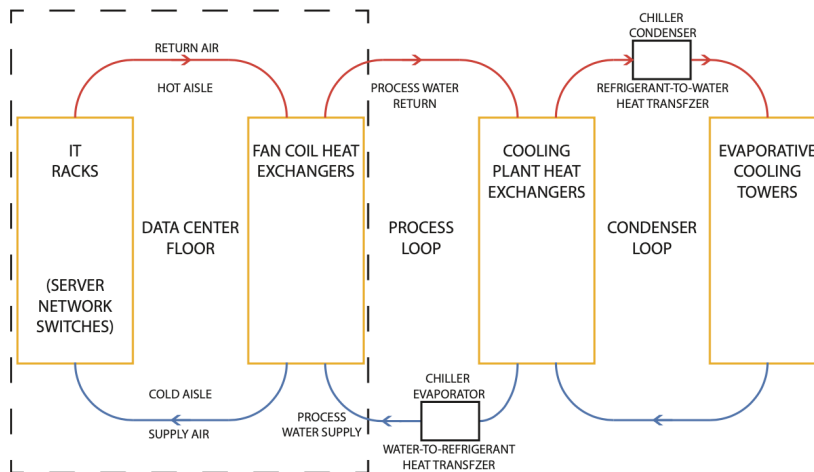 CHILLER
CONDENSER
RETURN AIR
HOT AISLE
PROCESS WATER
RETURN
REFRIGERANT-TO-WATER
HEAT TRANSFZER
IT
RACKS
(SERVER
NETWORK
SWITCHES)
DATA CENTER
FLOOR
FAN COIL HEAT
EXCHANGERS
PROCESS
LOOP
COOLING
PLANT HEAT
EXCHANGERS
CONDENSER
LOOP
EVAPORATIVE
COOLING
TOWERS
COLD AISLE
SUPPLY AIR
PROCESS
WATER SUPPLY
CHILLER
EVAPORATOR
WATER-TO-REFRIGERANT
HEAT TRANSFZER